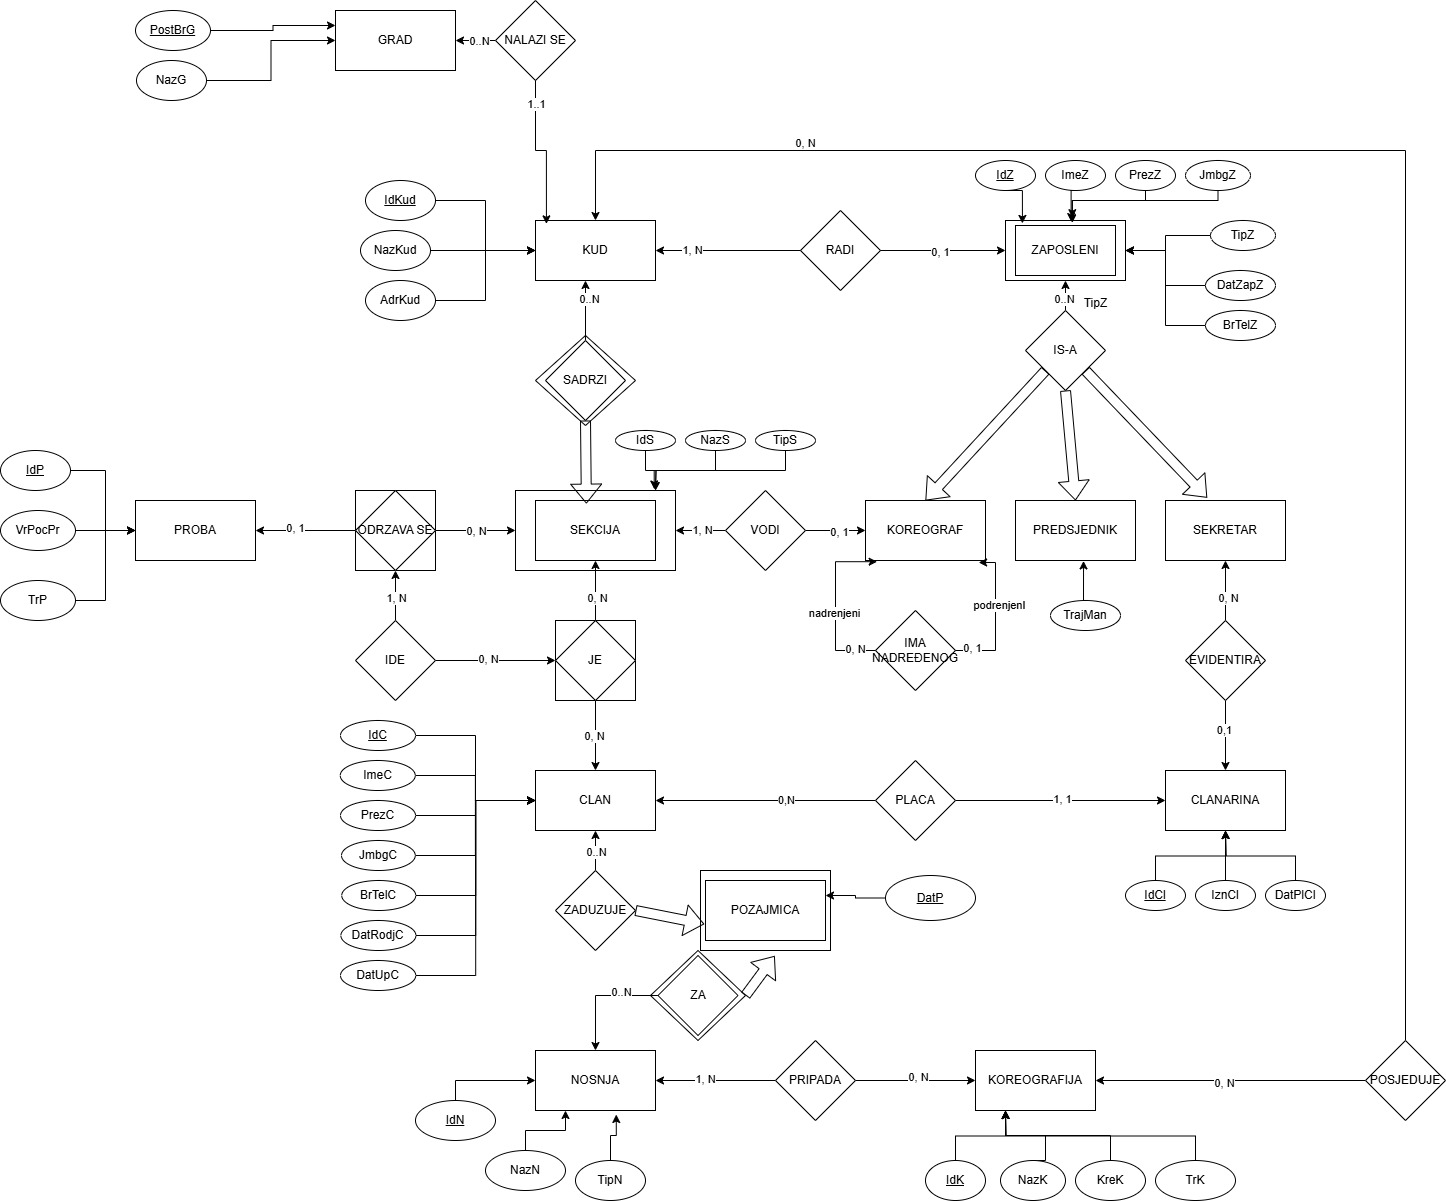 PostBrG
GRAD
0..N
NALAZI SE
NazG
1..1
0, N
IdZ
ImeZ
PrezZ
JmbgZ
IdKud
NazKud
KUD
1, N
RADI
0, 1
ZAPOSLENI
TipZ
AdrKud
0..N
0..N
TipZ
DatZapZ
BrTelZ
SADRZI
IS-A
IdS
NazS
TipS
IdP
VrPocPr
PROBA
0, 1
ODRZAVA SE
0, N
SEKCIJA
1, N
VODI
0, 1
KOREOGRAF
PREDSJEDNIK
SEKRETAR
TrP
1, N
0, N
nadrenjeni
podrenjenI
TrajMan
0, N
IDE
0, N
JE
0, N
IMA
NADREĐENOG
0, 1
EVIDENTIRA
IdC
0, N
0,1
ImeC
CLAN
0,N
PLACA
1, 1
CLANARINA
PrezC
JmbgC
0..N
BrTelC
ZADUZUJE
POZAJMICA
DatP
IdCl
IznCl
DatPlCl
DatRodjC
DatUpC
0..N
ZA
NOSNJA
1, N
PRIPADA
0, N
KOREOGRAFIJA
0, N
POSJEDUJE
IdN
NazN
TipN
IdK
NazK
KreK
TrK